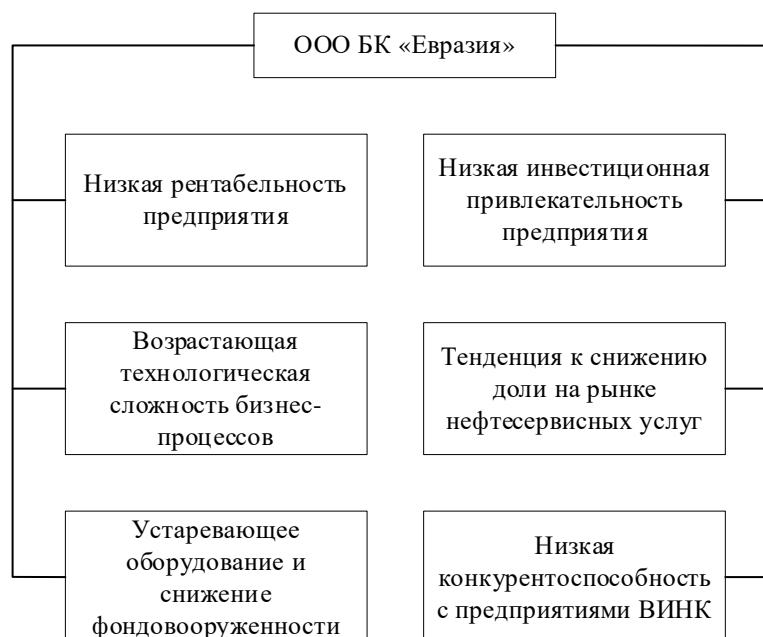 ООО БК «Евразия»
Низкая рентабельность
предприятия
Низкая инвестиционная
привлекательность
предприятия
Возрастающая
технологическая
сложность бизнес-
процессов
Тенденция к снижению
доли на рынке
нефтесервисных услуг
Устаревающее
оборудование и
снижение
фондовооруженности
Низкая
конкурентоспособность
с предприятиями ВИНК